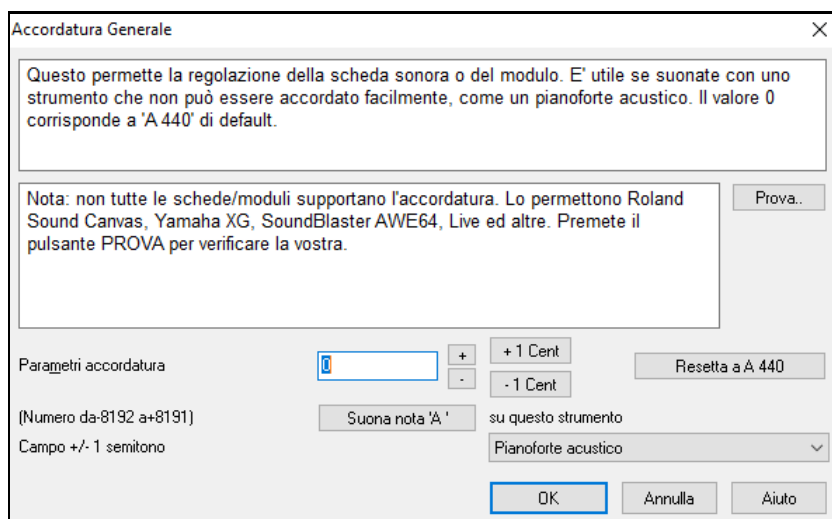 Accordatura Generale
Questo permette la regolazione della scheda sonora o del modulo. E' utile se suonate con uno
strumento che non può essere accordato facilmente, come un pianoforte acustico. Il valore 0
corrisponde a 'A 440' di default.
Nota: non tutte le schede/moduli supportano l'accordatura. Lo permettono Roland
Sound Canvas, Yamaha XG, SoundBlaster AWE64, Live ed altre. Premete il
pulsante PROVA per verificare la vostra.
Prova..
Parametri accordatura
0
+
-
+ 1 Cent
- 1 Cent
Resetta a A 440
(Numero da-8192 a+8191)
Suona nota 'A '
su questo strumento
Campo +/- 1 semitono
Pianoforte acustico
OK
Annulla
Aiuto